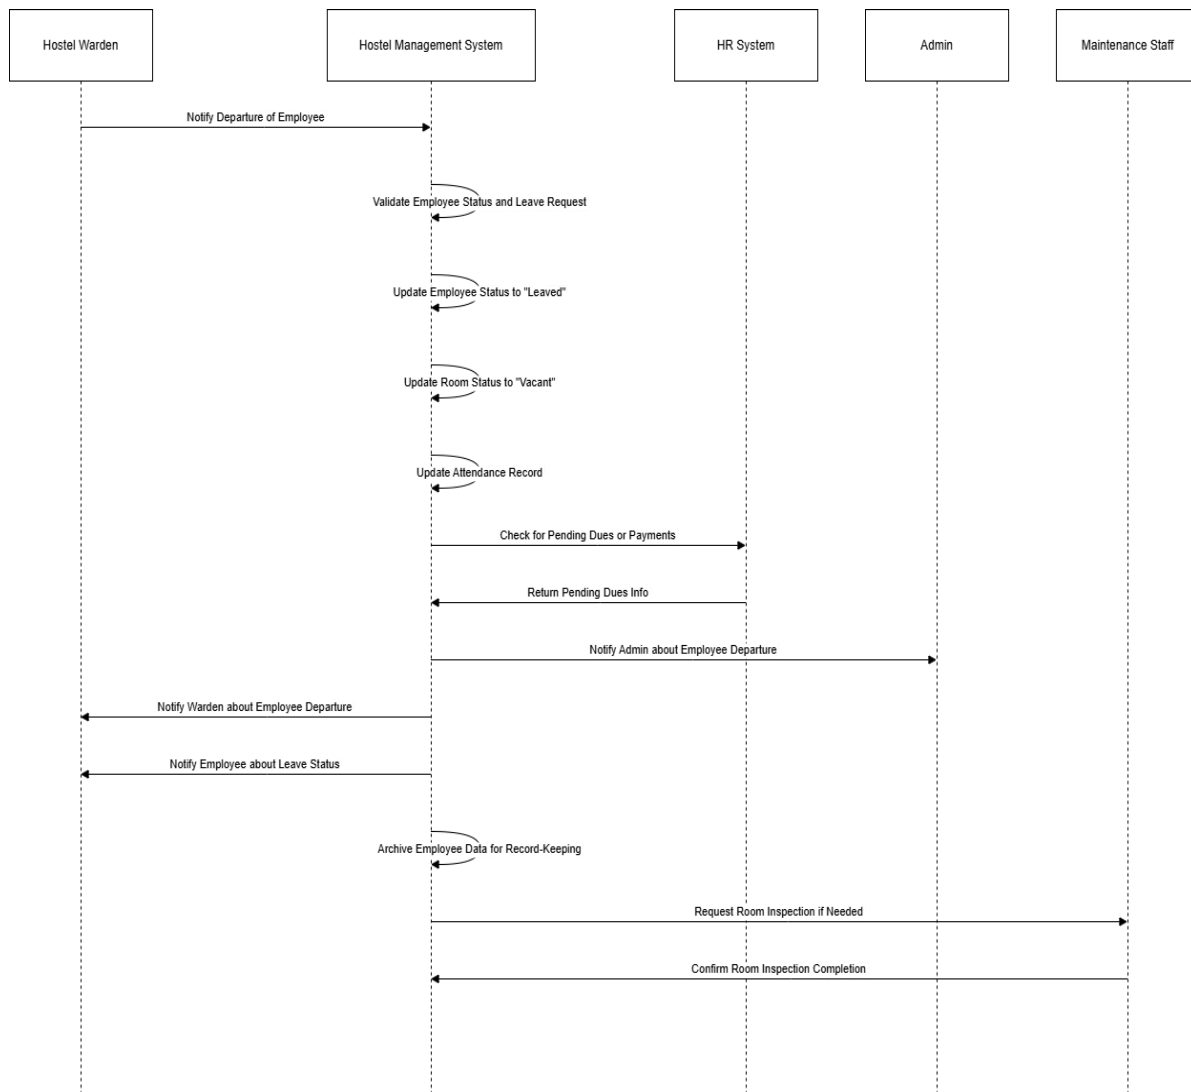 Hostel Warden
Hostel Management System
HR System
Admin
Maintenance Staff
Notify Departure of Employee
Validate Employee Status and Leave Request
Update Employee Status to "Leaved"
Update Room Status to "Vacant"
Update Attendance Record
Check for Pending Dues or Payments
Return Pending Dues Info
Notify Admin about Employee Departure
Notify Warden about Employee Departure
Notify Employee about Leave Status
Archive Employee Data for Record-Keeping
Request Room Inspection if Needed
Confirm Room Inspection Completion